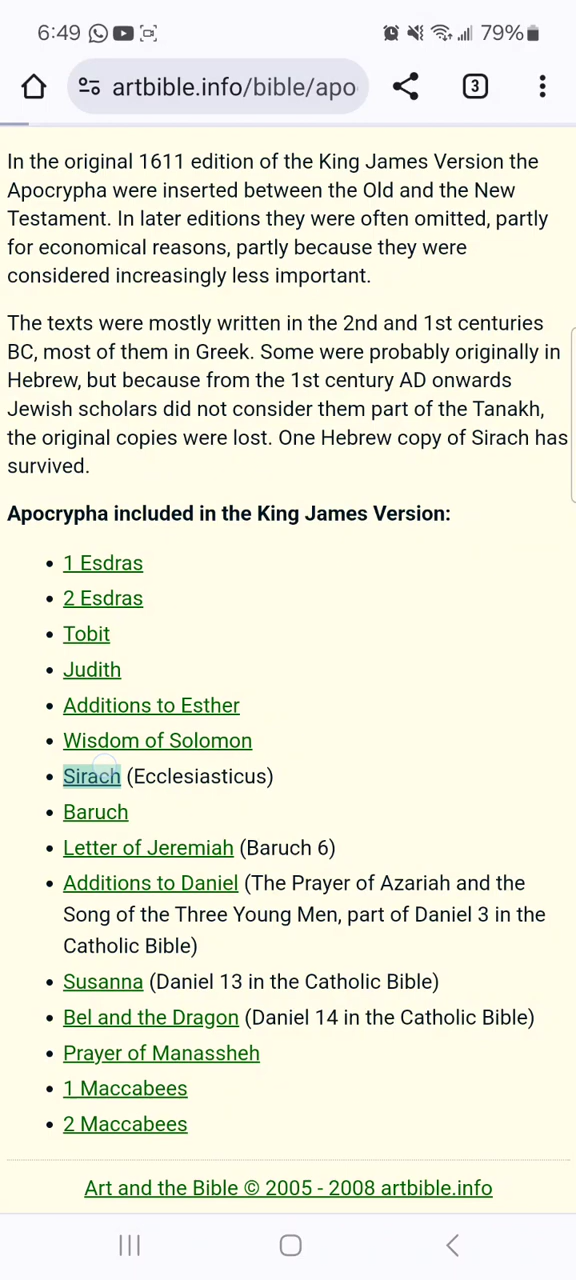 6:49 79%
artbible.info/bible/apo 3
In the original 1611 edition of the King James Version the
Apocrypha were inserted between the Old and the New
Testament. In later editions they were often omitted, partly
for economical reasons, partly because they were
considered increasingly less important.
The texts were mostly written in the 2nd and 1st centuries
BC, most of them in Greek. Some were probably originally in
Hebrew, but because from the 1st century AD onwards
Jewish scholars did not consider them part of the Tanakh,
the original copies were lost. One Hebrew copy of Sirach has
survived.
Apocrypha included in the King James Version:
• 1 Esdras
• 2 Esdras
• Tobit
• Judith
• Additions to Esther
• Wisdom of Solomon
• Sirach (Ecclesiasticus)
• Baruch
• Letter of Jeremiah (Baruch 6)
• Additions to Daniel (The Prayer of Azariah and the
Song of the Three Young Men, part of Daniel 3 in the
Catholic Bible)
• Susanna (Daniel 13 in the Catholic Bible)
• Bel and the Dragon (Daniel 14 in the Catholic Bible)
• Prayer of Manassheh
• 1 Maccabees
• 2 Maccabees
Art and the Bible © 2005 - 2008 artbible.info